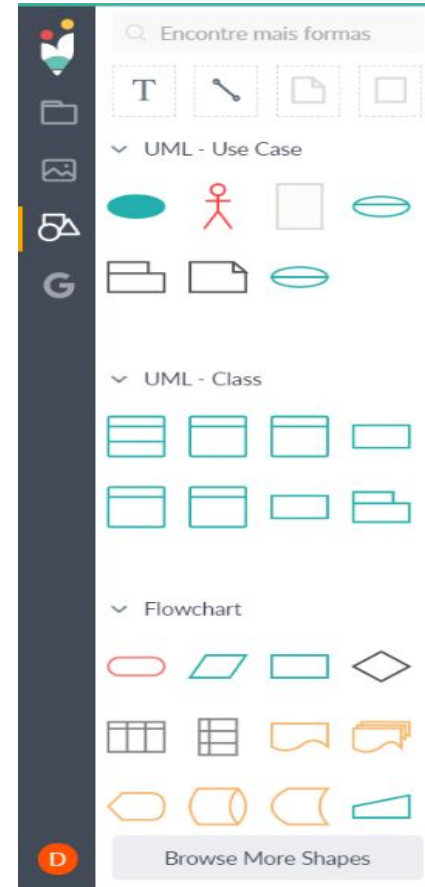 Encontre mais formas
T
UML - Use Case
G
UML - Class
Flowchart
D
Browse More Shapes